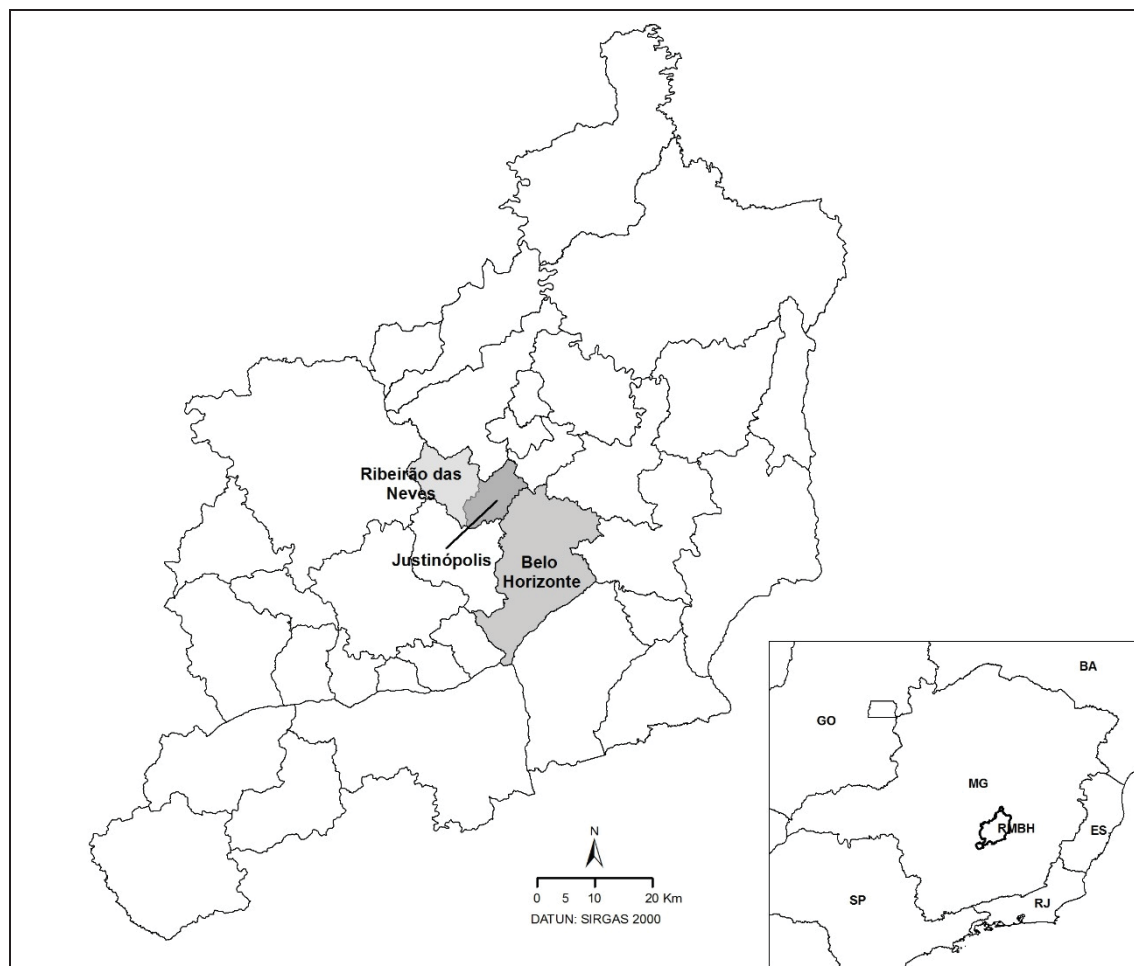 Ribeirão das
Neves
Justinópolis
Belo
Horizonte
N
0 5 10 20 Km
DATUN: SIRGAS 2000
BA
GO
MG
RMBH
ES
SP
RJ